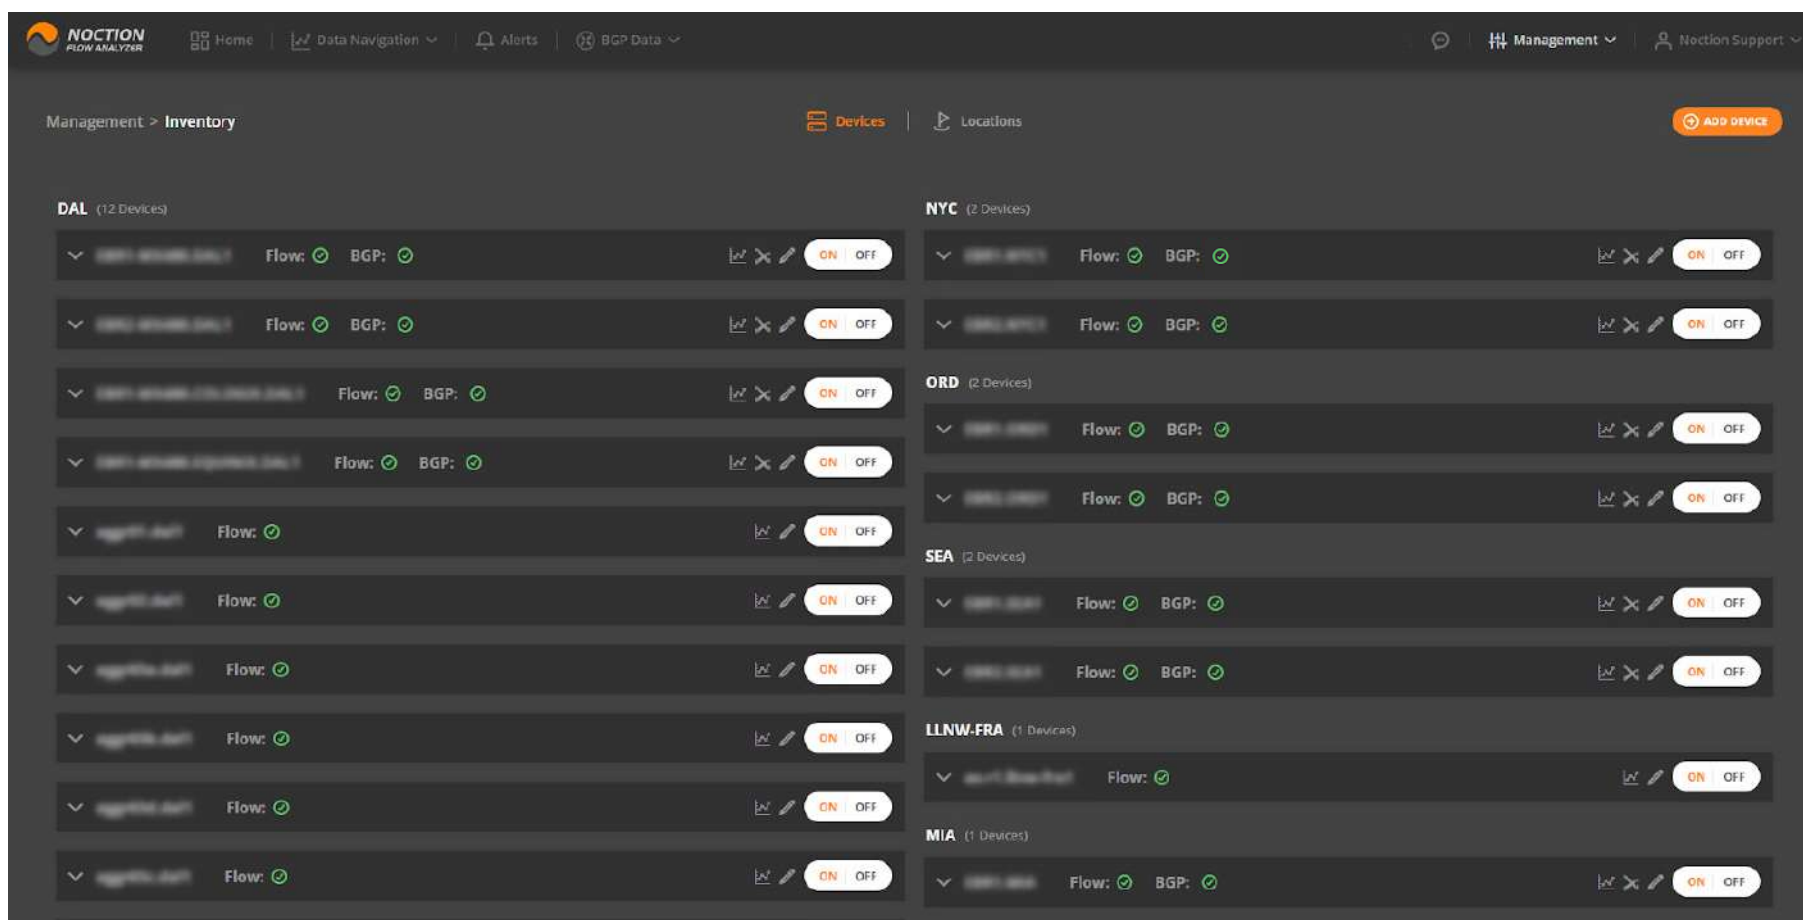 NOCTION
FLOW ANALYZER
Home
Data Navigation
Alerts
BGP Data
Management
Noction Support
Management > Inventory
Devices
Locations
ADD DEVICE
DAL (12 Devices)
Flow: BGP: ON OFF
Flow: BGP: ON OFF
Flow: BGP: ON OFF
Flow: BGP: ON OFF
Flow: ON OFF
Flow: ON OFF
Flow: ON OFF
Flow: ON OFF
Flow: ON OFF
Flow: ON OFF
NYC (2 Devices)
Flow: BGP: ON OFF
Flow: BGP: ON OFF
ORD (2 Devices)
Flow: BGP: ON OFF
Flow: BGP: ON OFF
SEA (2 Devices)
Flow: BGP: ON OFF
Flow: BGP: ON OFF
LLNW-FRA (1 Devices)
Flow: ON OFF
MIA (1 Devices)
Flow: BGP: ON OFF